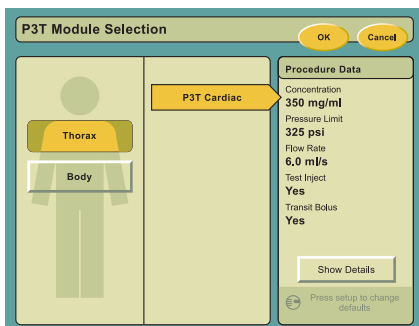 P3T Module Selection
OK
Cancel
Thorax
Body
P3T Cardiac
Procedure Data
Concentration
350 mg/ml
Pressure Limit
325 psi
Flow Rate
6.0 ml/s
Test Inject
Yes
Transit Bolus
Yes
Show Details
Press setup to change
defaults